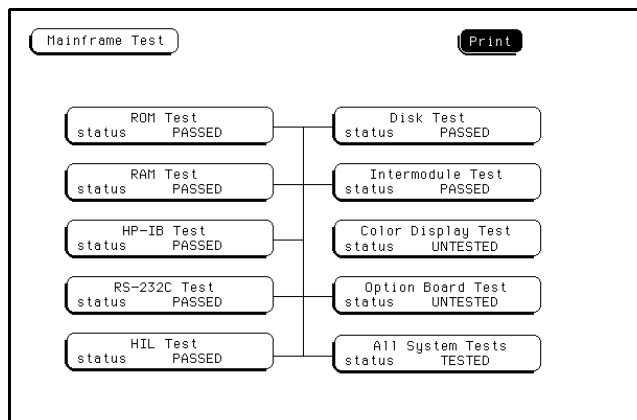 Mainframe Test
Print
ROM Test
status PASSED
Disk Test
status PASSED
RAM Test
status PASSED
Intermodule Test
status PASSED
HP-IB Test
status PASSED
Color Display Test
status UNTESTED
RS-232C Test
status PASSED
Option Board Test
status UNTESTED
HIL Test
status PASSED
All System Tests
status TESTED